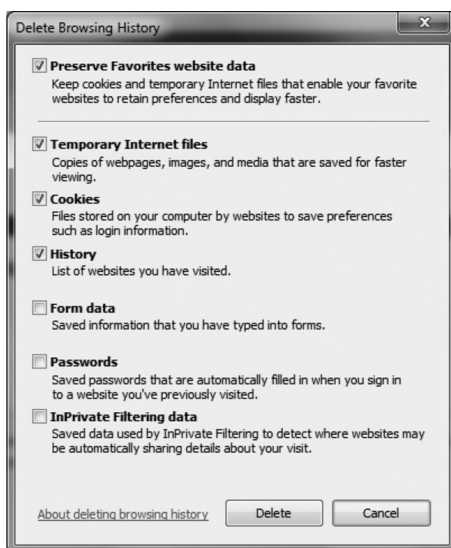 Delete Browsing History
Preserve Favorites website data
Keep cookies and temporary Internet files that enable your favorite
websites to retain preferences and display faster.
Temporary Internet files
Copies of webpages, images, and media that are saved for faster
viewing.
Cookies
Files stored on your computer by websites to save preferences
such as login information.
History
List of websites you have visited.
Form data
Saved information that you have typed into forms.
Passwords
Saved passwords that are automatically filled in when you sign in
to a website you've previously visited.
InPrivate Filtering data
Saved data used by InPrivate Filtering to detect where websites may
be automatically sharing details about your visit.
About deleting browsing history Delete Cancel